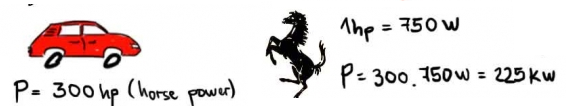 P = 300 hp (horse power)
1hp = 750 W
P = 300 . 750 W = 225 KW